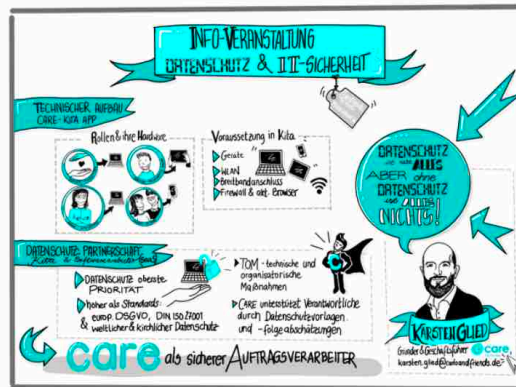 INFO-VERANSTALTUNG
DATENSCHUTZ & IT-SICHERHEIT
TECHNISCHER AUFBAU
CARE-KITA APP
Rollen & ihre Hardware
Voraussetzung in Kita
Geräte
WLAN
Breitbandanschluss
Firewall & akt. Browser
DATENSCHUTZ
ist nicht ALLES
ABER ohne
DATENSCHUTZ
ist ALLES
NICHTS!
DATENSCHUTZ-PARTNERSCHAFT
DATENSCHUTZ oberste
PRIORITÄT
höher als Standards:
europ. DSGVO, DIN ISO 27001
& weltlicher & kirchlicher Datenschutz
TOM - technische und
organisatorische
Maßnahmen
CARE unterstützt Verantwortliche
durch Datenschutzvorlagen
und -folgeabschätzungen
KARSTEN GLIED
Gründer & Geschäftsführer care
care als sicherer AUFTRAGSVERARBEITER